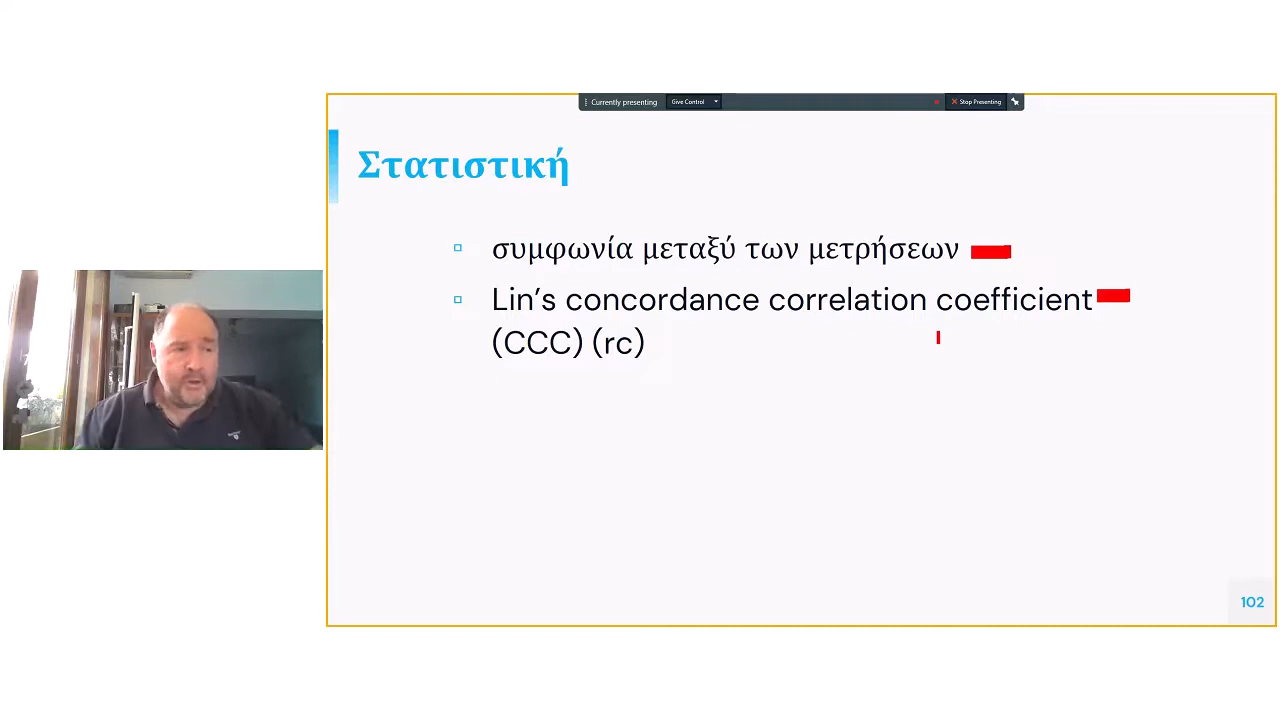 Currently presenting Give Control Stop Presenting
Στατιστική
συμφωνία μεταξύ των μετρήσεων
Lin’s concordance correlation coefficient
(CCC) (rc)
102